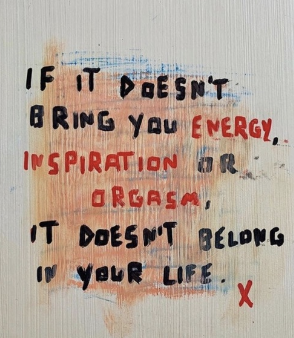 IF IT DOESN'T
BRING YOU ENERGY,
INSPIRATION OR
ORGASM,
IT DOESN'T BELONG
IN YOUR LIFE.
X